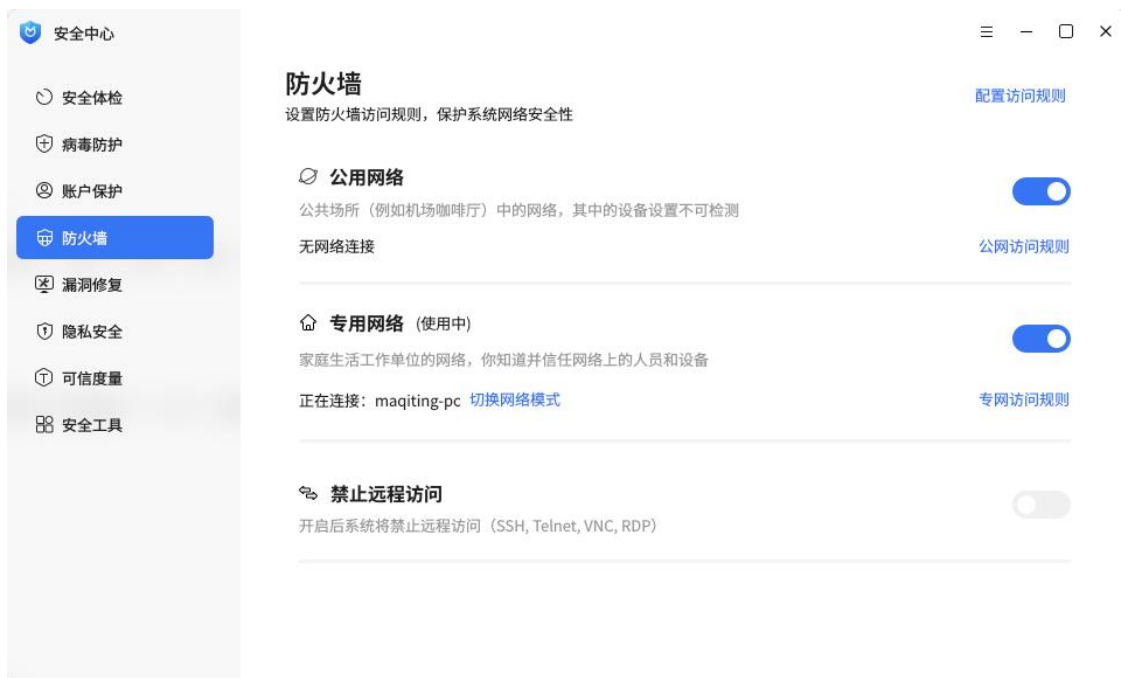 安全中心
安全体检
病毒防护
账户保护
防火墙
漏洞修复
隐私安全
可信度量
安全工具
防火墙
设置防火墙访问规则，保护系统网络安全性
配置访问规则
公用网络
公共场所（例如机场咖啡厅）中的网络，其中的设备设置不可检测
无网络连接
公网访问规则
专用网络 (使用中)
家庭生活工作单位的网络，你知道并信任网络上的人员和设备
正在连接：maqiting-pc 切换网络模式
专网访问规则
禁止远程访问
开启后系统将禁止远程访问（SSH, Telnet, VNC, RDP）